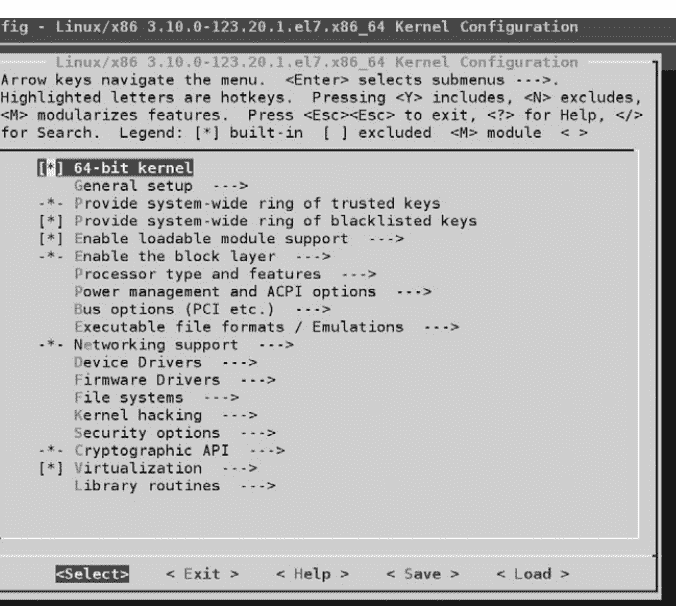 fig - Linux/x86 3.10.0-123.20.1.el7.x86_64 Kernel Configuration
Linux/x86 3.10.0-123.20.1.el7.x86_64 Kernel Configuration
Arrow keys navigate the menu.  <Enter> selects submenus --->.
Highlighted letters are hotkeys.  Pressing <Y> includes, <N> excludes,
<M> modularizes features.  Press <Esc><Esc> to exit, <?> for Help, </>
for Search.  Legend: [*] built-in  [ ] excluded  <M> module  < >
[*] 64-bit kernel
General setup  --->
-*- Provide system-wide ring of trusted keys
[*] Provide system-wide ring of blacklisted keys
[*] Enable loadable module support  --->
-*- Enable the block layer  --->
Processor type and features  --->
Power management and ACPI options  --->
Bus options (PCI etc.)  --->
Executable file formats / Emulations  --->
-*- Networking support  --->
Device Drivers  --->
Firmware Drivers  --->
File systems  --->
Kernel hacking  --->
Security options  --->
-*- Cryptographic API  --->
[*] Virtualization  --->
Library routines  --->
<Select>    < Exit >    < Help >    < Save >    < Load >